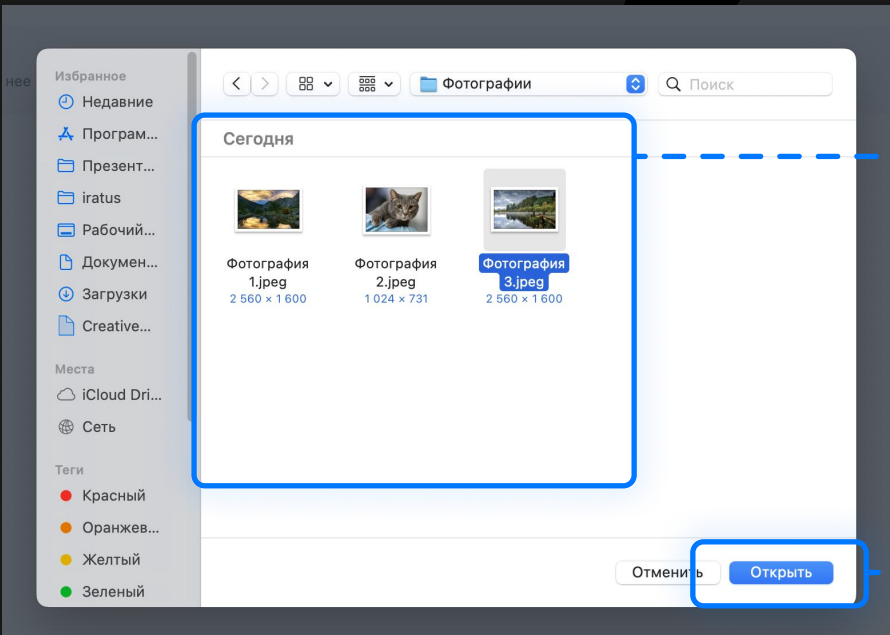 нее
Избранное
Недавние
Програм...
Презент...
iratus
Рабочий...
Докумен...
Загрузки
Creative...
Места
iCloud Dri...
Сеть
Теги
Красный
Оранжев...
Желтый
Зеленый
Фотографии
Поиск
Сегодня
Фотография
1.jpeg
2 560 × 1 600
Фотография
2.jpeg
1 024 × 731
Фотография
3.jpeg
2 560 × 1 600
Отменить
Открыть